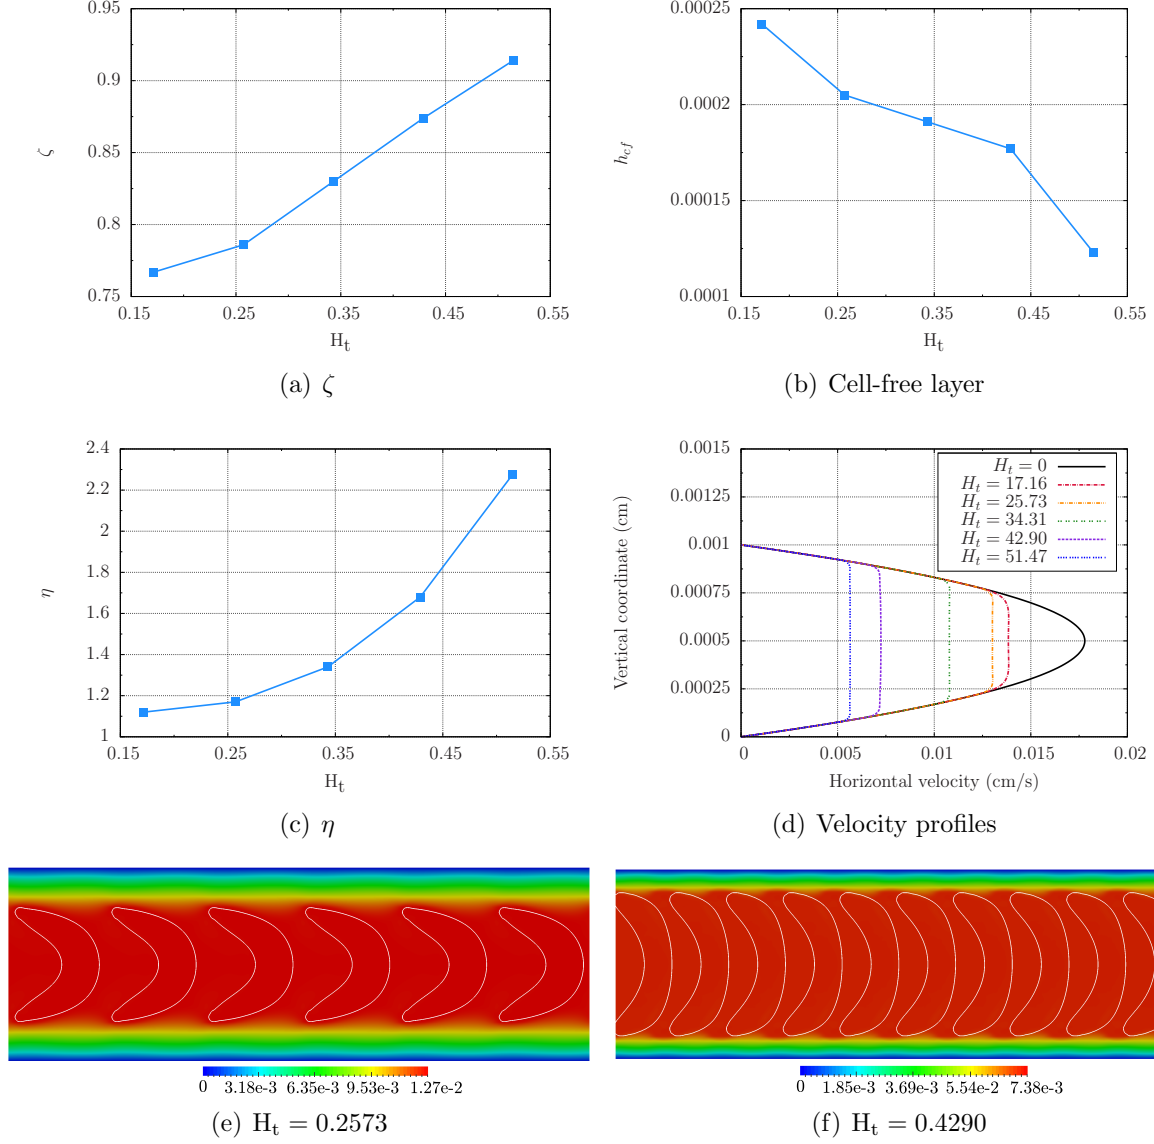 0.95
0.9
0.85
0.8
0.75
ζ
0.15 0.25 0.35 0.45 0.55
H_t
(a) ζ
0.00025
0.0002
0.00015
0.0001
h_cf
0.15 0.25 0.35 0.45 0.55
H_t
(b) Cell-free layer
2.4
2.2
2
1.8
1.6
1.4
1.2
1
η
0.15 0.25 0.35 0.45 0.55
H_t
(c) η
0.0015
0.00125
0.001
0.00075
0.0005
0.00025
0
Vertical coordinate (cm)
H_t = 0
H_t = 17.16
H_t = 25.73
H_t = 34.31
H_t = 42.90
H_t = 51.47
0 0.005 0.01 0.015 0.02
Horizontal velocity (cm/s)
(d) Velocity profiles
0 3.18e-3 6.35e-3 9.53e-3 1.27e-2
(e) H_t = 0.2573
0 1.85e-3 3.69e-3 5.54e-2 7.38e-3
(f) H_t = 0.4290